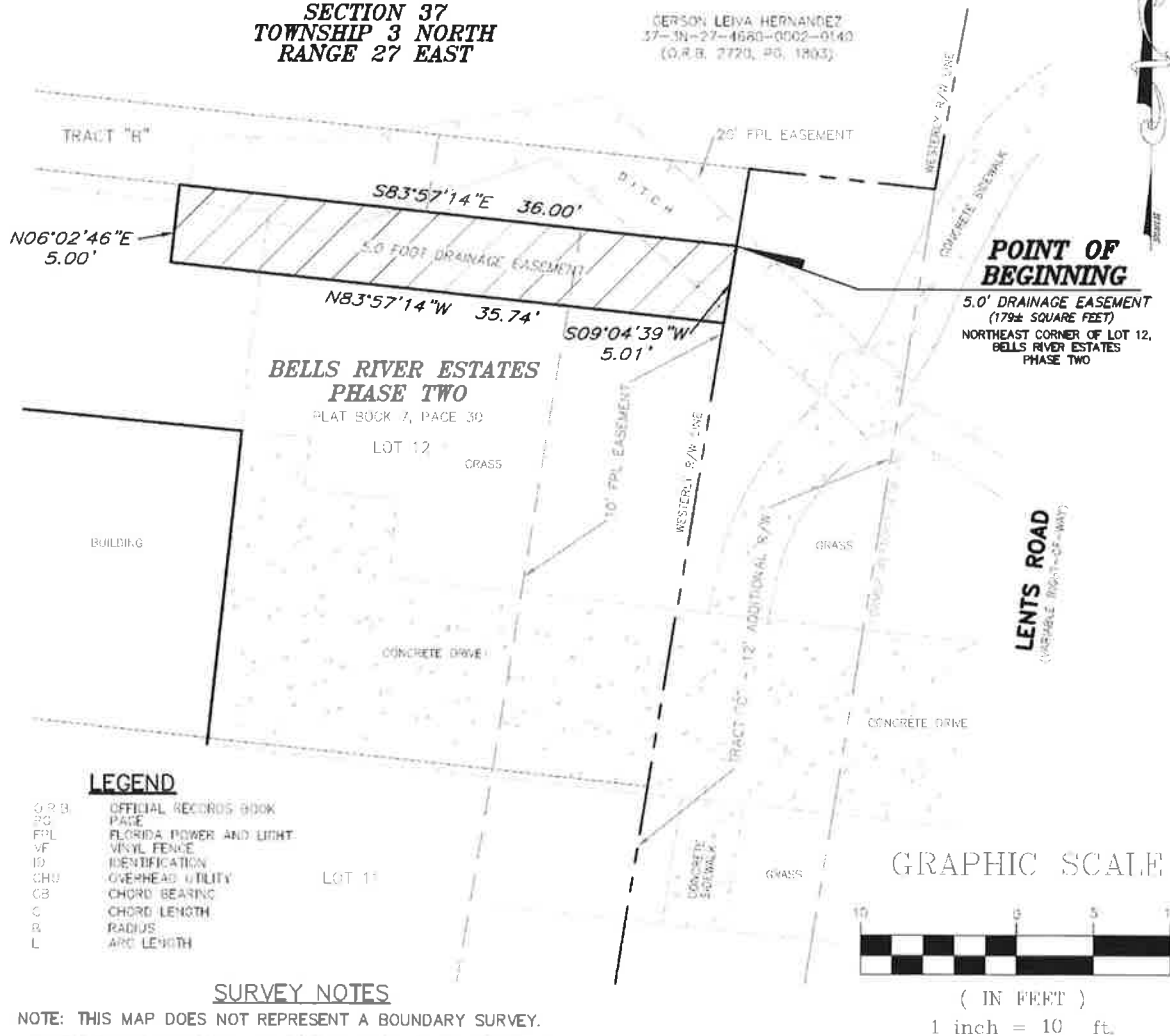 SECTION 37
TOWNSHIP 3 NORTH
RANGE 27 EAST
GERSON LEIVA HERNANDEZ
37-3N-27-4680-0002-0140
(O.R.B. 2720, PG. 1803)
TRACT "B"
20' FPL EASEMENT
WESTERLY R/W LINE
DITCH
CONCRETE SIDEWALK
S83°57'14"E 36.00'
N06°02'46"E
5.00'
5.0 FOOT DRAINAGE EASEMENT
N83°57'14"W 35.74'
S09°04'39"W
5.01'
POINT OF
BEGINNING
5.0' DRAINAGE EASEMENT
(179± SQUARE FEET)
NORTHEAST CORNER OF LOT 12,
BELLS RIVER ESTATES
PHASE TWO
BELLS RIVER ESTATES
PHASE TWO
PLAT BOOK 7, PAGE 30
LOT 12
GRASS
10' FPL EASEMENT
WESTERLY R/W LINE
BUILDING
GRASS
LENTS ROAD
(VARIABLE RIGHT-OF-WAY)
TRACT "C" - 12' ADDITIONAL R/W
CONCRETE DRIVE
CONCRETE DRIVE
LEGEND
O.R.B. OFFICIAL RECORDS BOOK
PG PAGE
FPL FLORIDA POWER AND LIGHT
VF VINYL FENCE
ID IDENTIFICATION
OHU OVERHEAD UTILITY
CB CHORD BEARING
C CHORD LENGTH
R RADIUS
L ARC LENGTH
LOT 11
CONCRETE
SIDEWALK
GRASS
GRAPHIC SCALE
10 0 5
( IN FEET )
1 inch = 10 ft.
SURVEY NOTES
NOTE: THIS MAP DOES NOT REPRESENT A BOUNDARY SURVEY.